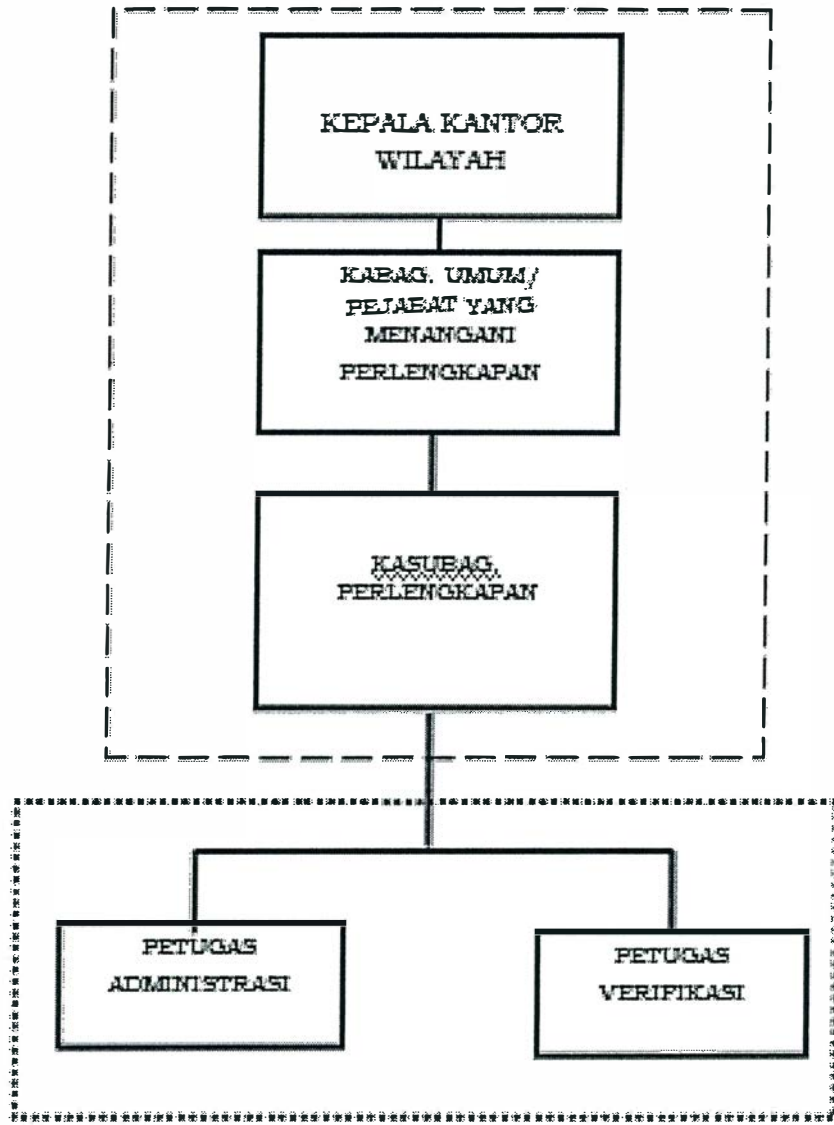 KEPALA KANTOR
WILAYAH
KABAG. UMUM/
PEJABAT YANG
MENANGANI
PERLENGKAPAN
KASUBAG.
PERLENGKAPAN
PETUGAS
ADMINISTRASI
PETUGAS
VERIFIKASI